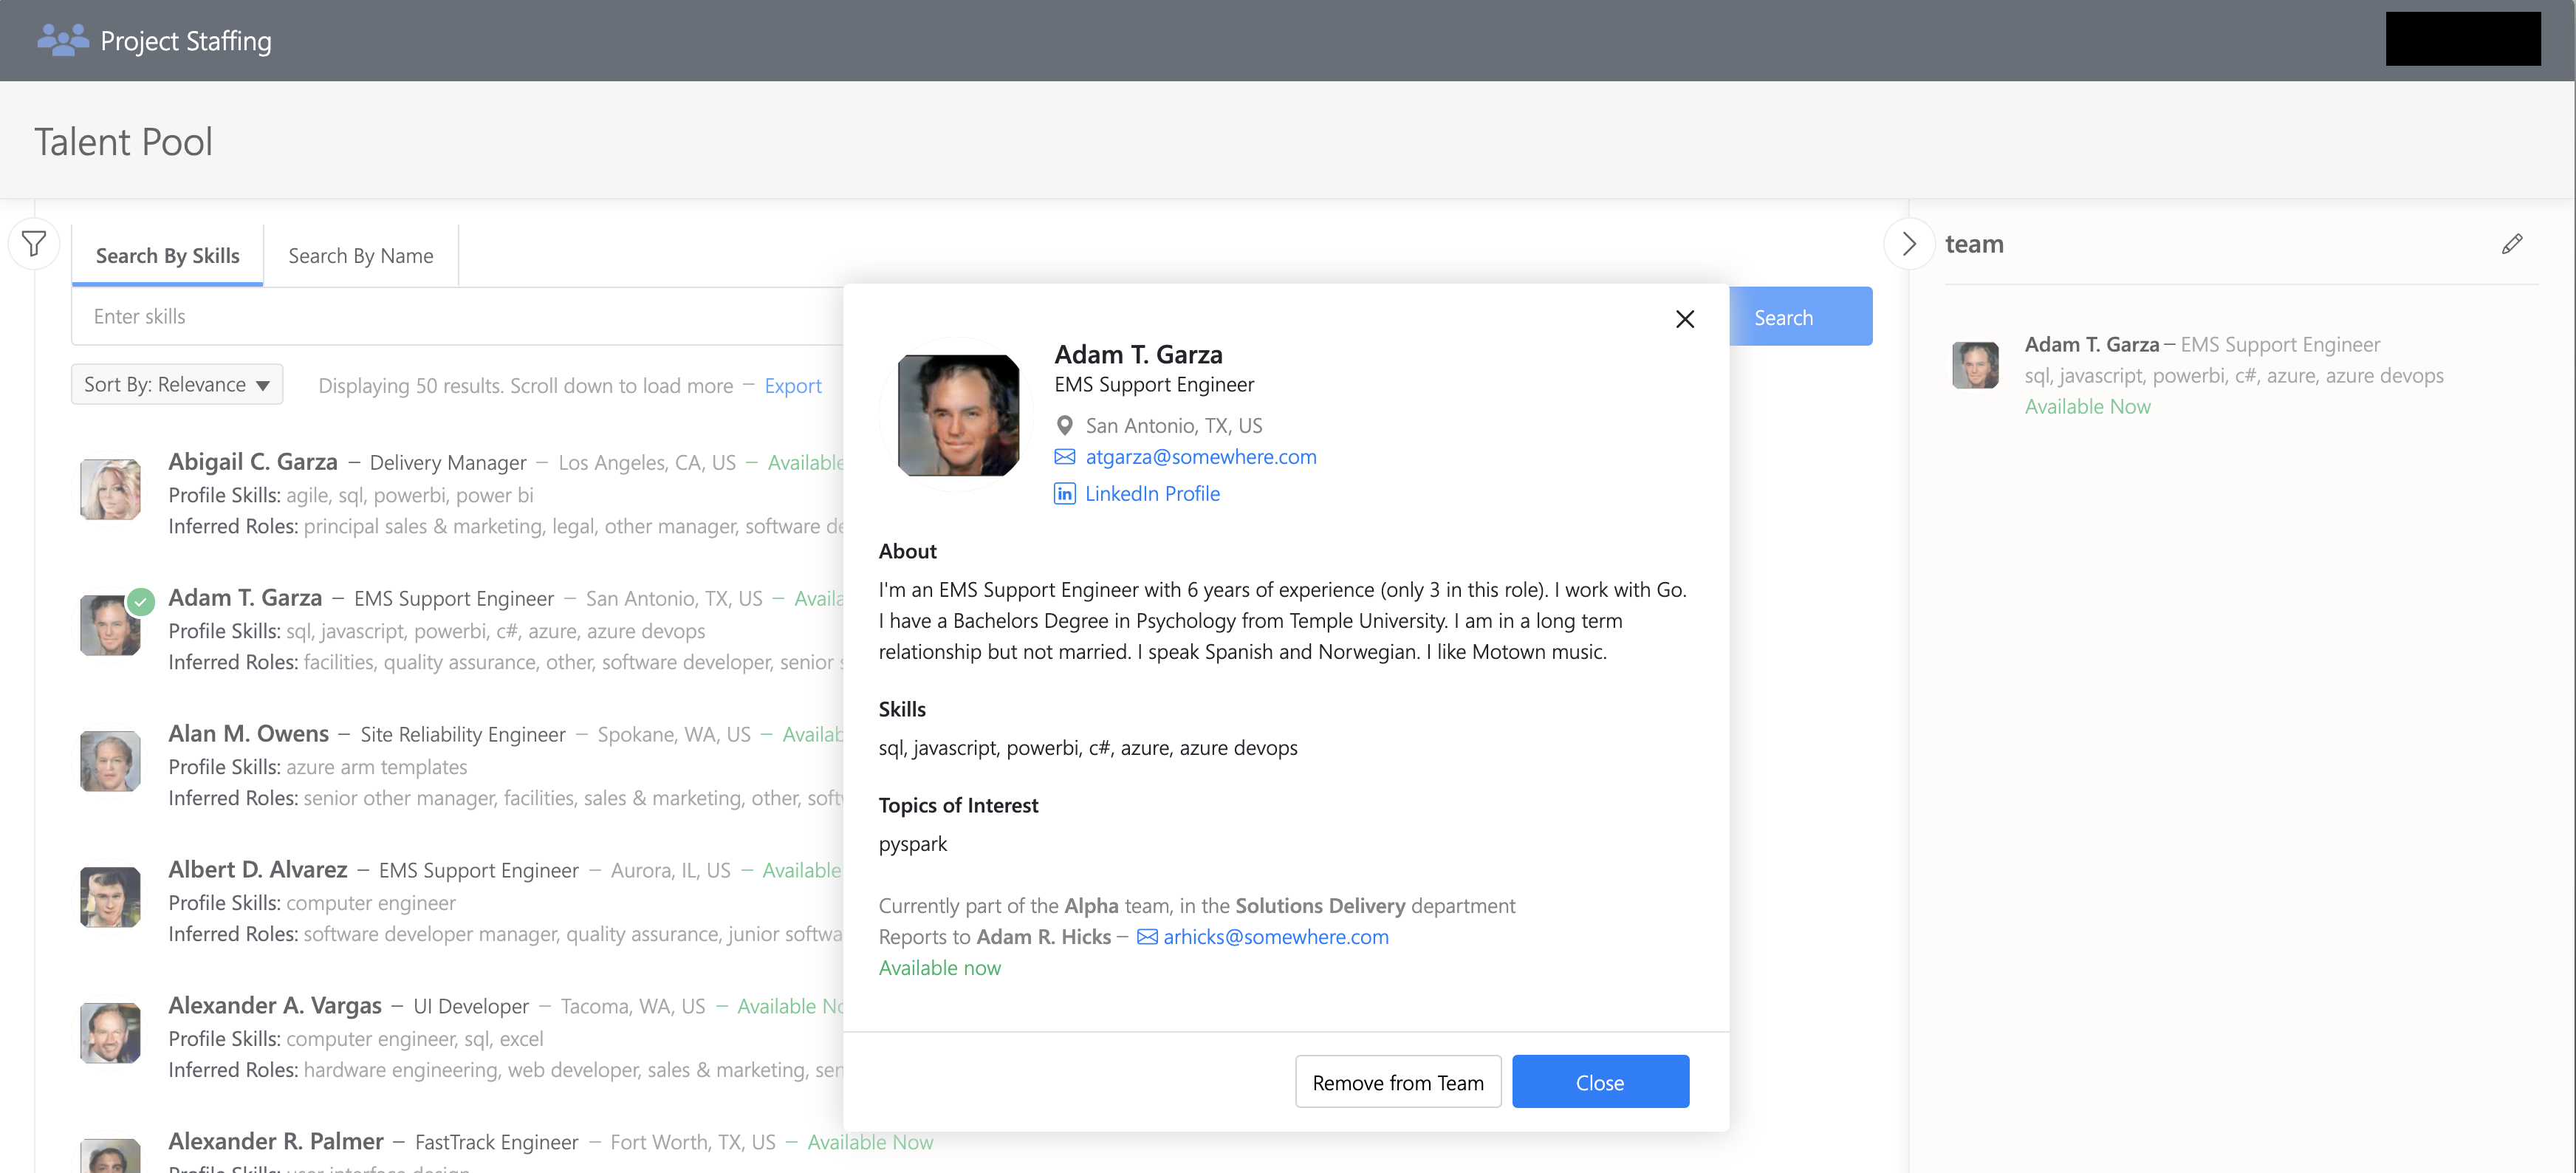 Project Staffing
Talent Pool
Search By Skills
Search By Name
Enter skills
Search
Sort By: Relevance
Displaying 50 results. Scroll down to load more – Export
Abigail C. Garza – Delivery Manager – Los Angeles, CA, US – Available
Profile Skills: agile, sql, powerbi, power bi
Inferred Roles: principal sales & marketing, legal, other manager, software
Adam T. Garza – EMS Support Engineer – San Antonio, TX, US –
Profile Skills: sql, javascript, powerbi, c#, azure, azure devops
Inferred Roles: facilities, quality assurance, other, software developer, senior
Alan M. Owens – Site Reliability Engineer – Spokane, WA, US –
Profile Skills: azure arm templates
Inferred Roles: senior other manager, facilities, sales & marketing, other,
Albert D. Alvarez – EMS Support Engineer – Aurora, IL, US – Available
Profile Skills: computer engineer
Inferred Roles: software developer manager, quality assurance, junior
Alexander A. Vargas – UI Developer – Tacoma, WA, US – Available
Profile Skills: computer engineer, sql, excel
Inferred Roles: hardware engineering, web developer, sales & marketing,
Alexander R. Palmer – FastTrack Engineer – Fort Worth, TX, US – Available Now
Profile Skills: user interface design
Adam T. Garza
EMS Support Engineer
San Antonio, TX, US
atgarza@somewhere.com
in LinkedIn Profile
About
I'm an EMS Support Engineer with 6 years of experience (only 3 in this role). I work with Go.
I have a Bachelors Degree in Psychology from Temple University. I am in a long term
relationship but not married. I speak Spanish and Norwegian. I like Motown music.
Skills
sql, javascript, powerbi, c#, azure, azure devops
Topics of Interest
pyspark
Currently part of the Alpha team, in the Solutions Delivery department
Reports to Adam R. Hicks – arhicks@somewhere.com
Available now
Remove from Team
Close
team
Adam T. Garza – EMS Support Engineer
sql, javascript, powerbi, c#, azure, azure devops
Available Now